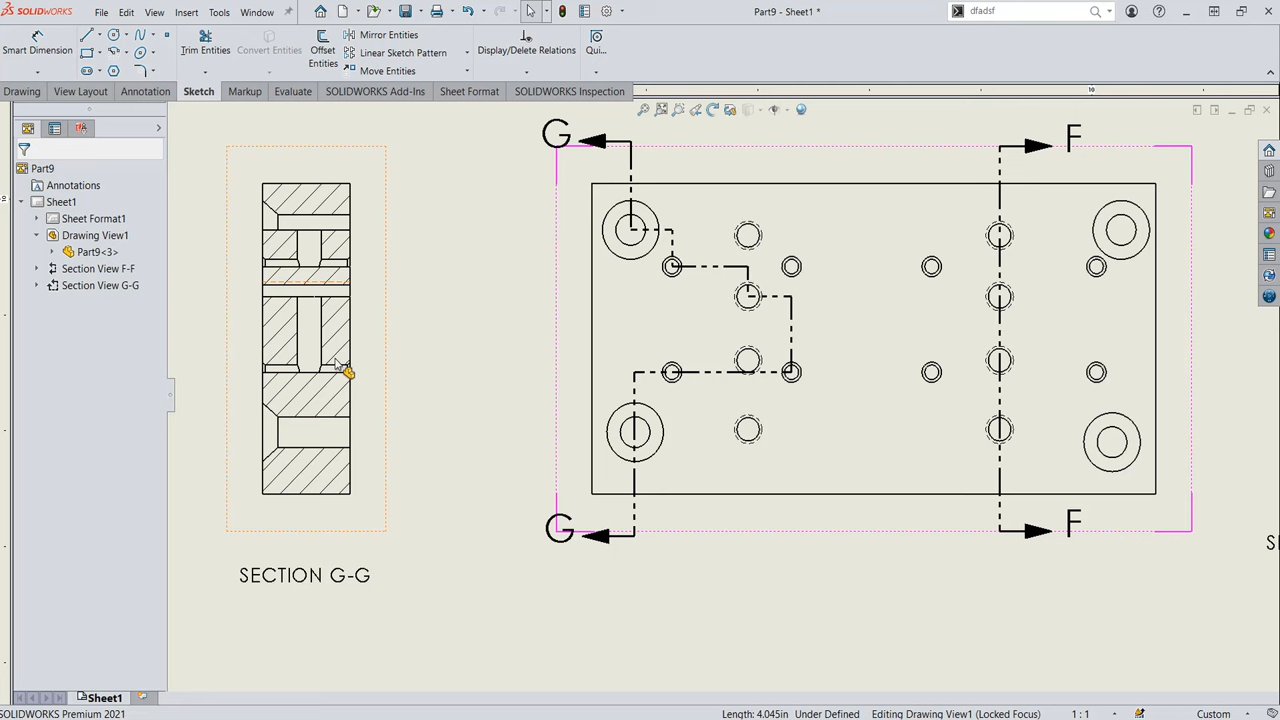 SOLIDWORKS File Edit View Insert Tools Window Part9 - Sheet1 * dfadsf
Smart Dimension Trim Entities Convert Entities Offset Entities Mirror Entities Display/Delete Relations Qui...
Linear Sketch Pattern
Move Entities
Drawing View Layout Annotation Sketch Markup Evaluate SOLIDWORKS Add-Ins Sheet Format SOLIDWORKS Inspection
10
G F
Part9
Annotations
Sheet1
Sheet Format1
Drawing View1
Part9<3>
Section View F-F
Section View G-G
G F
SECTION G-G
Sheet1
SOLIDWORKS Premium 2021 Length: 4.045in Under Defined Editing Drawing View1 (Locked Focus) 1 : 1 Custom